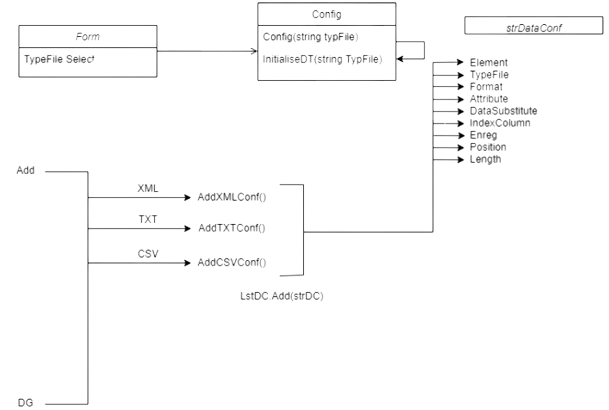 Form
TypeFile Select
Config
Config(string typFile)
InitialiseDT(string TypFile)
strDataConf
Element
TypeFile
Format
Attribute
DataSubstitute
IndexColumn
Enreg
Position
Length
Add
XML
AddXMLConf()
TXT
AddTXTConf()
CSV
AddCSVConf()
LstDC.Add(strDC)
DG